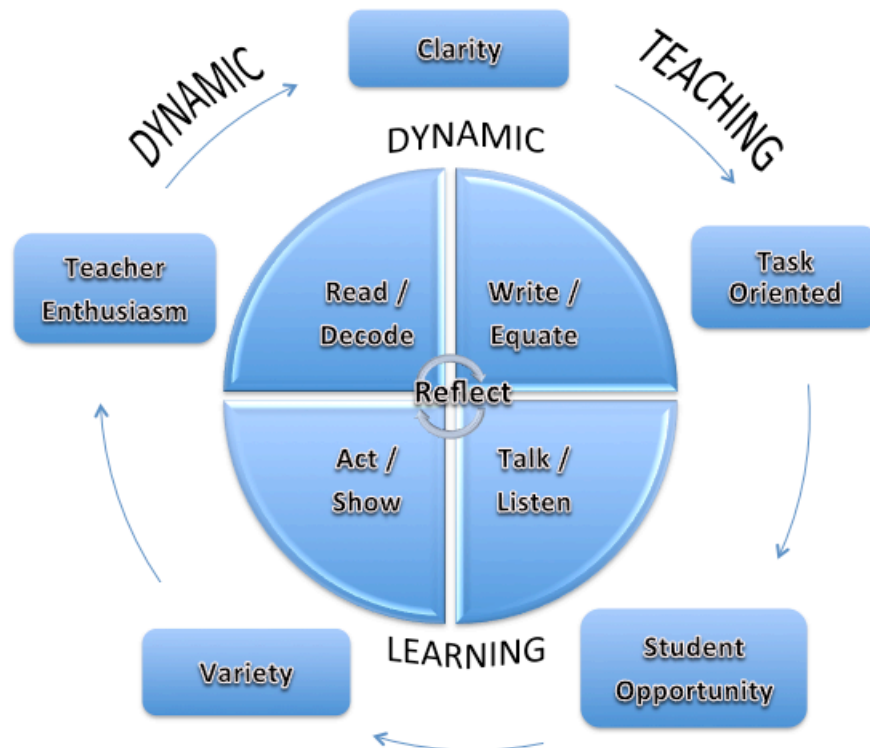 Clarity
DYNAMIC
TEACHING
DYNAMIC
Teacher
Enthusiasm
Task
Oriented
Read /
Decode
Write /
Equate
Reflect
Act /
Show
Talk /
Listen
LEARNING
Variety
Student
Opportunity